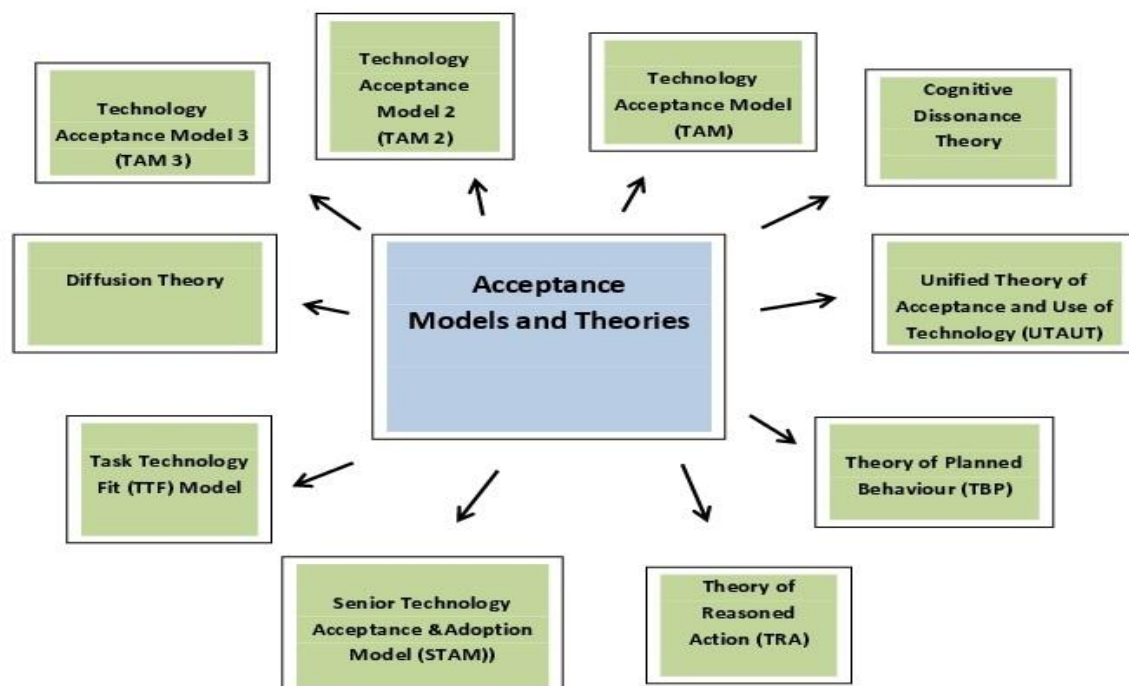 Technology
Acceptance Model 3
(TAM 3)
Technology
Acceptance
Model 2
(TAM 2)
Technology
Acceptance Model
(TAM)
Cognitive
Dissonance
Theory
Diffusion Theory
Acceptance
Models and Theories
Unified Theory of
Acceptance and Use of
Technology (UTAUT)
Task Technology
Fit (TTF) Model
Theory of Planned
Behaviour (TBP)
Senior Technology
Acceptance &Adoption
Model (STAM))
Theory of
Reasoned
Action (TRA)